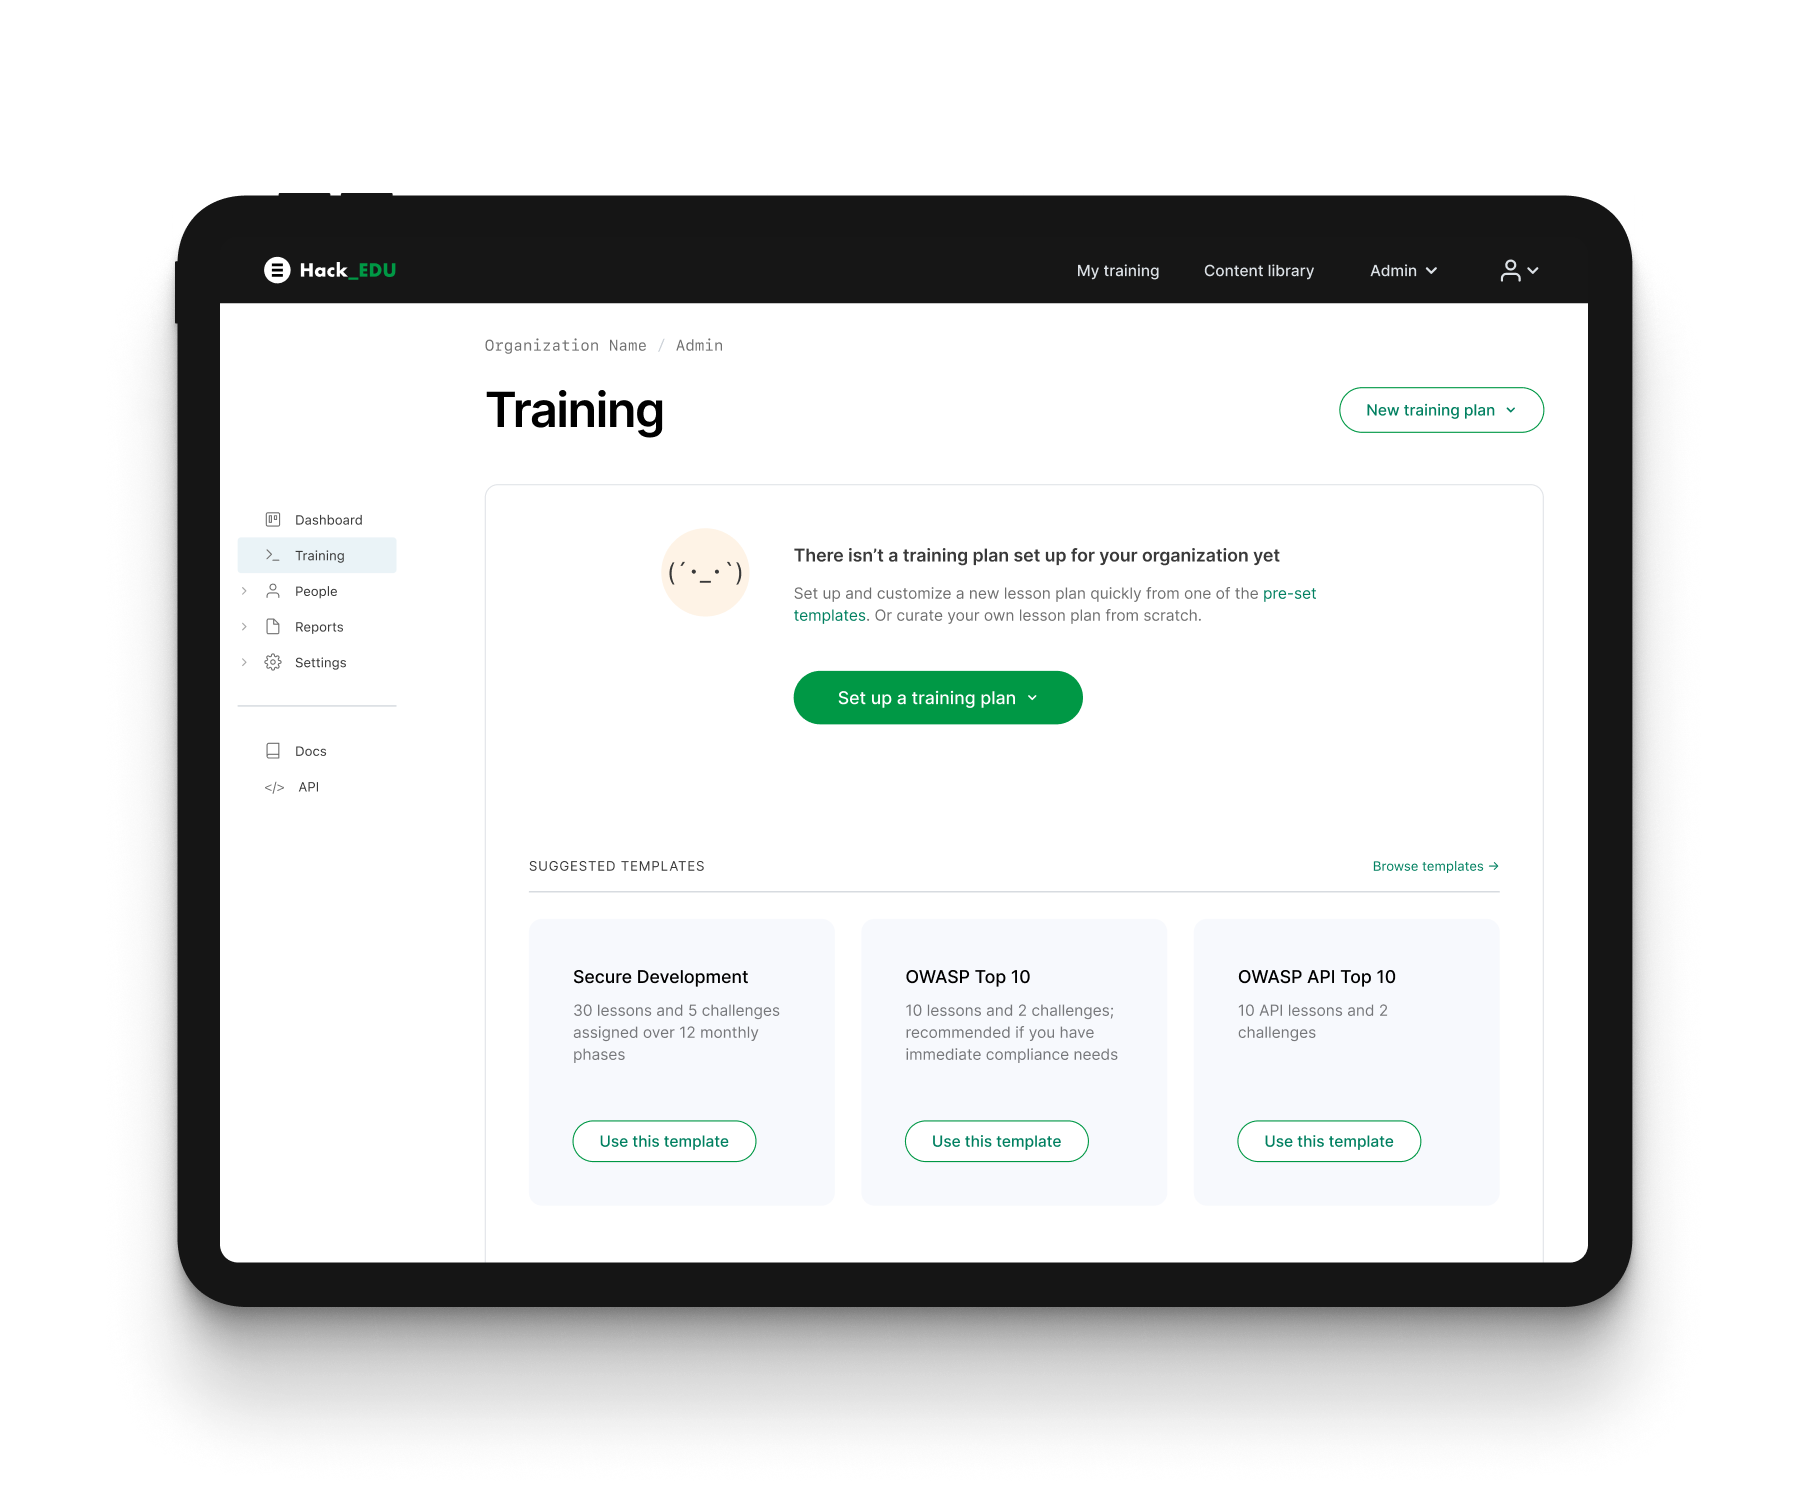 Hack_EDU
My training
Content library
Admin
Organization Name / Admin
Training
New training plan
Dashboard
Training
People
Reports
Settings
Docs
</> API
(´•_•`)
There isn’t a training plan set up for your organization yet
Set up and customize a new lesson plan quickly from one of the pre-set
templates. Or curate your own lesson plan from scratch.
Set up a training plan
SUGGESTED TEMPLATES
Browse templates →
Secure Development
30 lessons and 5 challenges
assigned over 12 monthly
phases
Use this template
OWASP Top 10
10 lessons and 2 challenges;
recommended if you have
immediate compliance needs
Use this template
OWASP API Top 10
10 API lessons and 2
challenges
Use this template